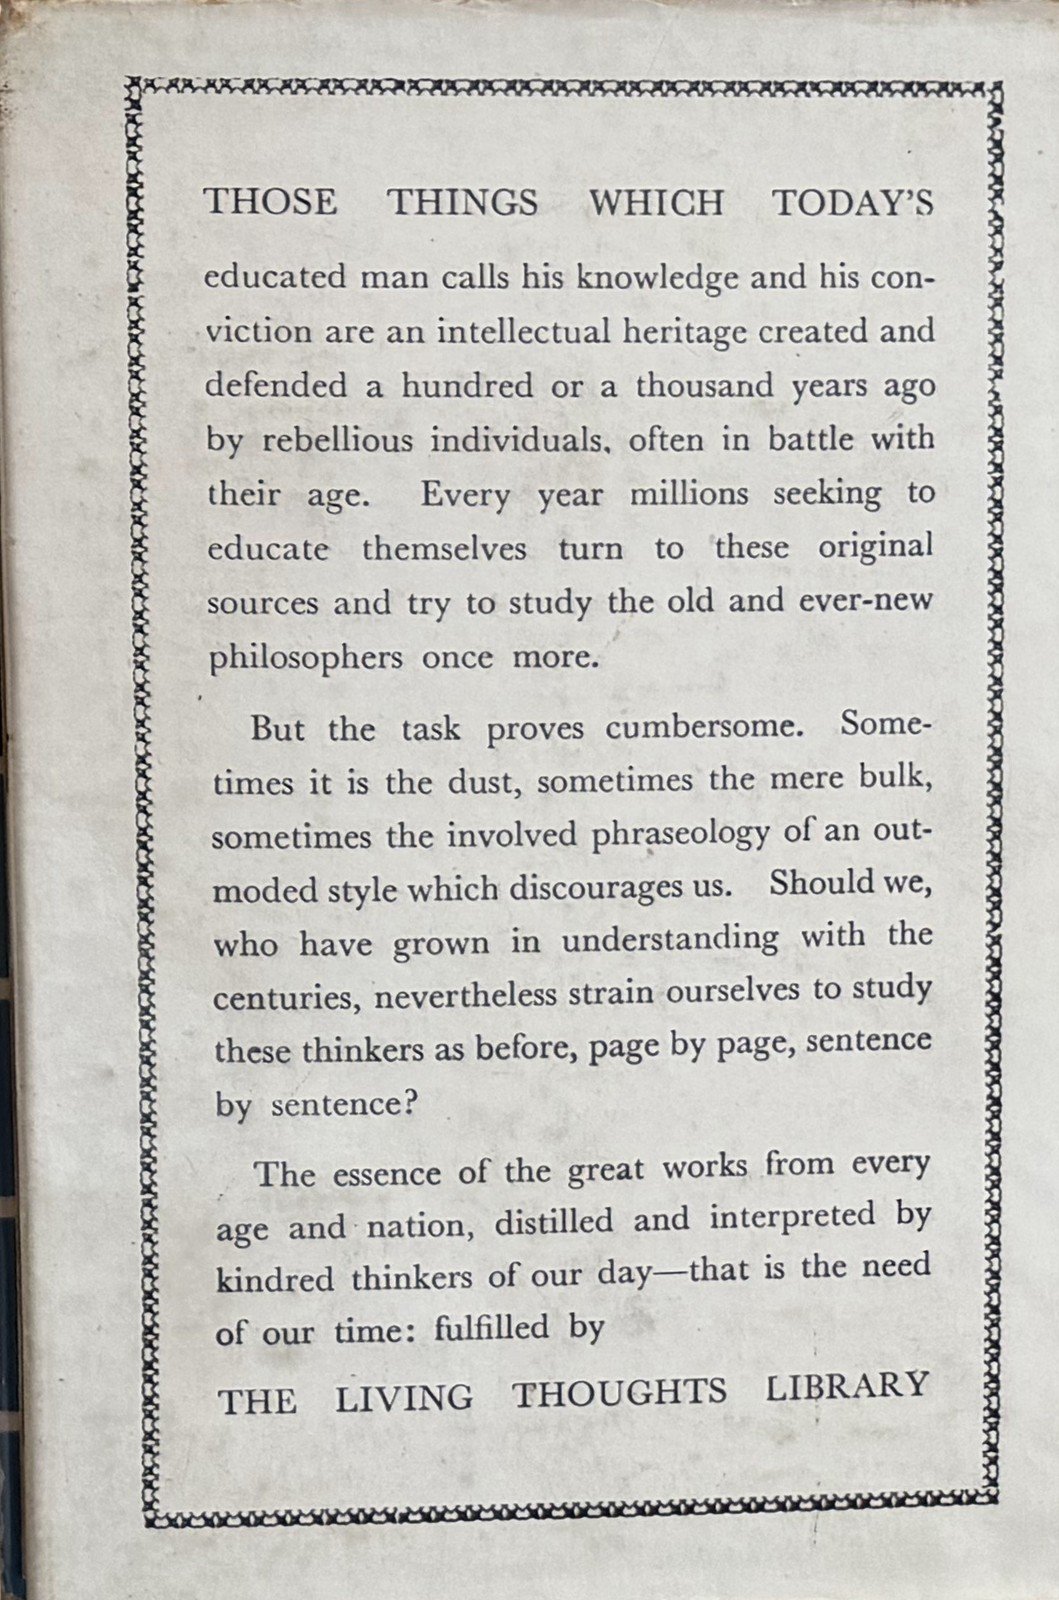 THOSE THINGS WHICH TODAY'S
educated man calls his knowledge and his con-
viction are an intellectual heritage created and
defended a hundred or a thousand years ago
by rebellious individuals, often in battle with
their age. Every year millions seeking to
educate themselves turn to these original
sources and try to study the old and ever-new
philosophers once more.
But the task proves cumbersome. Some-
times it is the dust, sometimes the mere bulk,
sometimes the involved phraseology of an out-
moded style which discourages us. Should we,
who have grown in understanding with the
centuries, nevertheless strain ourselves to study
these thinkers as before, page by page, sentence
by sentence?
The essence of the great works from every
age and nation, distilled and interpreted by
kindred thinkers of our day—that is the need
of our time: fulfilled by
THE LIVING THOUGHTS LIBRARY